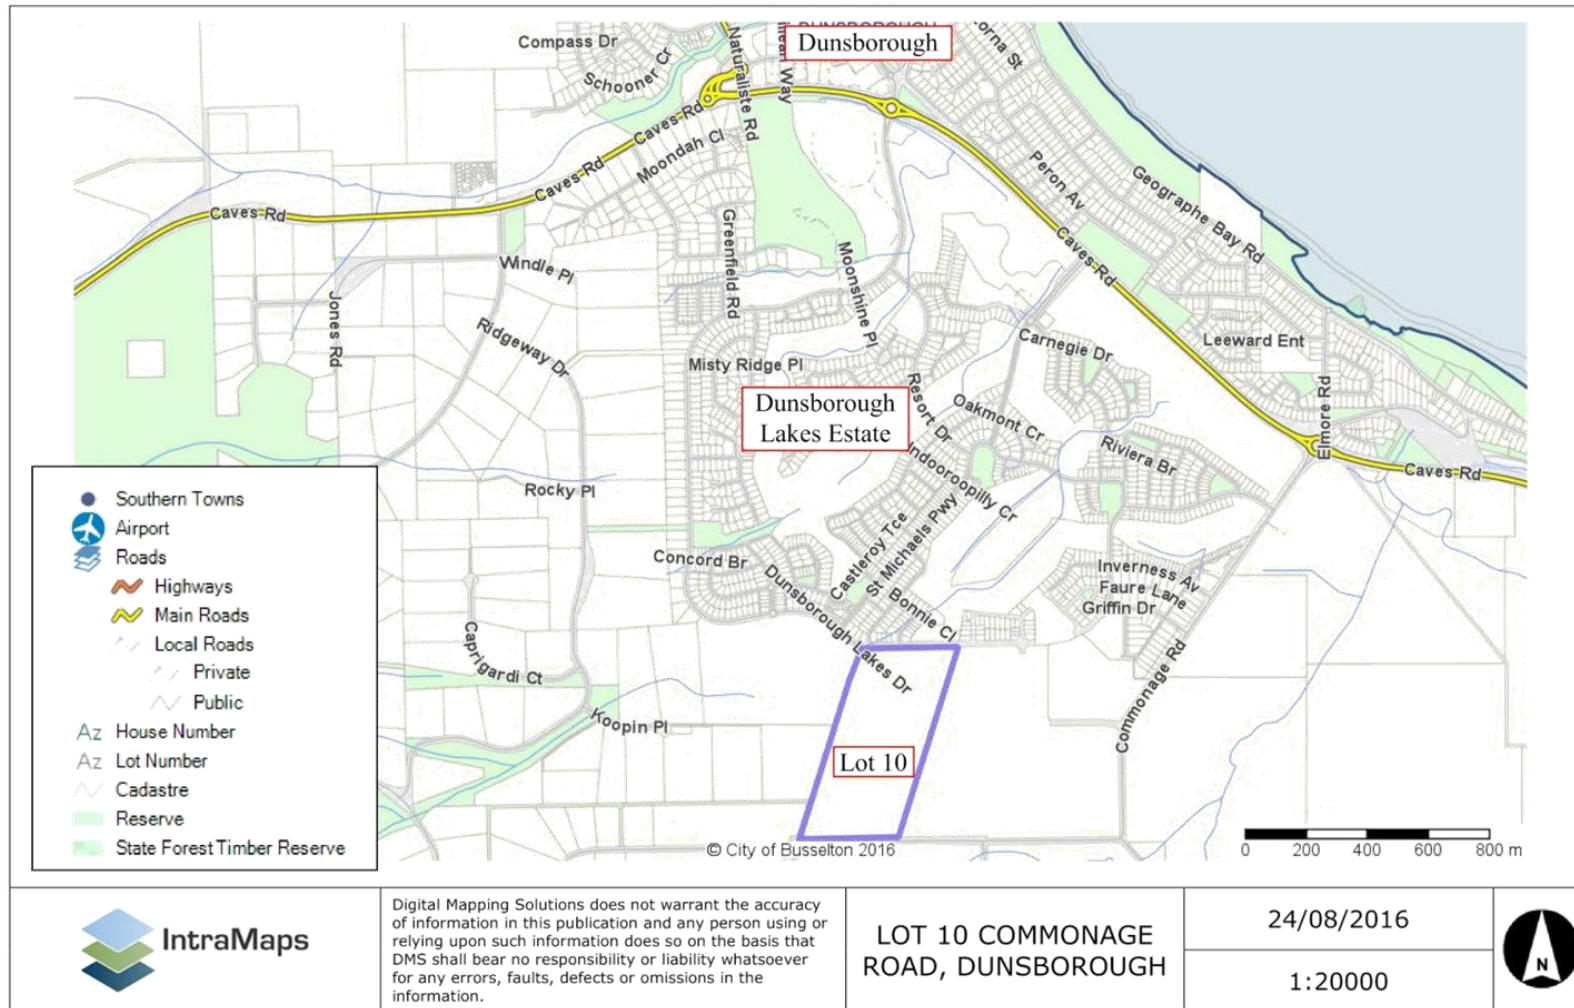 DUNSBOROUGH
Dunsborough
Compass Dr
Schooner Cr
Naturaliste Rd
Way
orna St
Caves Rd
Moondah Cl
Caves Rd
Caves Rd
Peron Av
Geographe Bay Rd
Caves Rd
Greenfield Rd
Moonshine Pl
Windle Pl
Jones Rd
Ridgeway Dr
Misty Ridge Pl
Carnegie Dr
Leeward Ent
Elmore Rd
Dunsborough
Lakes Estate
Resort Dr
Oakmont Cr
Indooroopilly Cr
Riviera Br
Caves Rd
Rocky Pl
Castleroy Tce
St Michaels Pwy
Concord Br
Dunsborough Lakes Dr
Bonnie Cl
Inverness Av
Faure Lane
Griffin Dr
Caprigardi Ct
Koopin Pl
Commonage Rd
Lot 10
© City of Busselton 2016
0 200 400 600 800 m
Southern Towns
Airport
Roads
Highways
Main Roads
Local Roads
Private
Public
Az House Number
Az Lot Number
Cadastre
Reserve
State Forest Timber Reserve
IntraMaps
Digital Mapping Solutions does not warrant the accuracy
of information in this publication and any person using or
relying upon such information does so on the basis that
DMS shall bear no responsibility or liability whatsoever
for any errors, faults, defects or omissions in the
information.
LOT 10 COMMONAGE
ROAD, DUNSBOROUGH
24/08/2016
1:20000
N